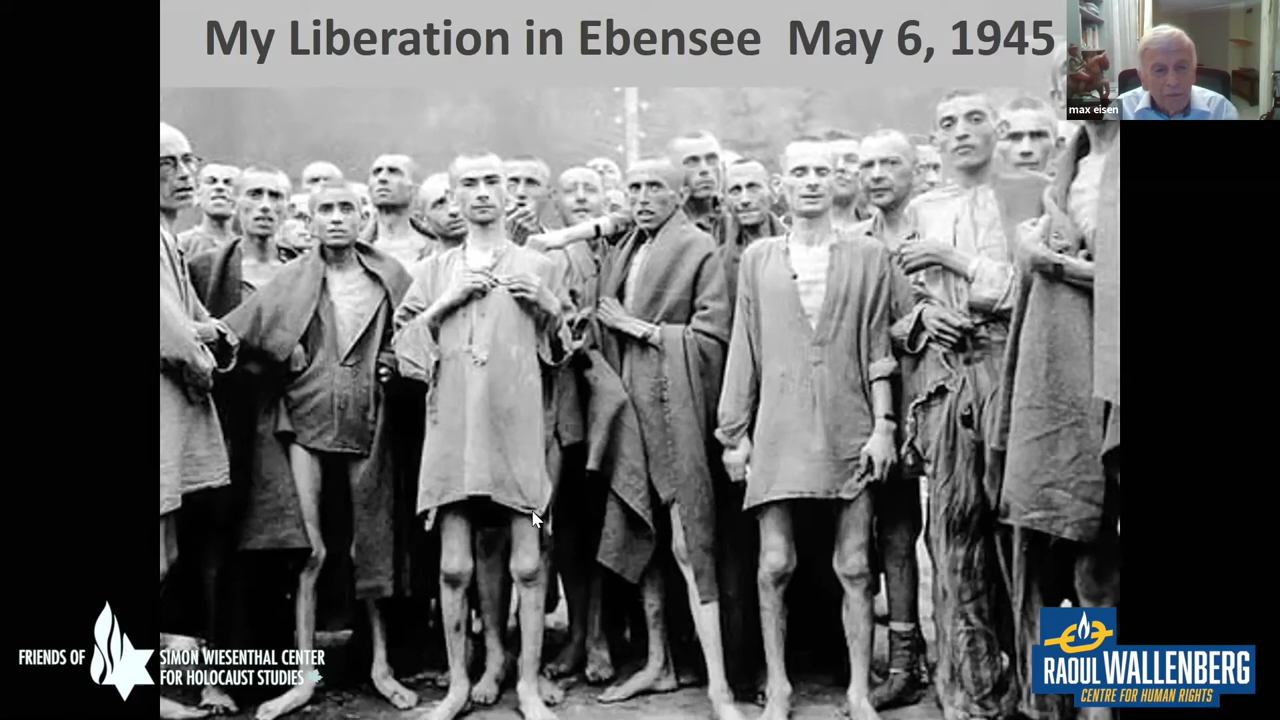 My Liberation in Ebensee  May 6, 1945
max eisen
FRIENDS OF
SIMON WIESENTHAL CENTER
FOR HOLOCAUST STUDIES
RAOUL WALLENBERG
CENTRE FOR HUMAN RIGHTS